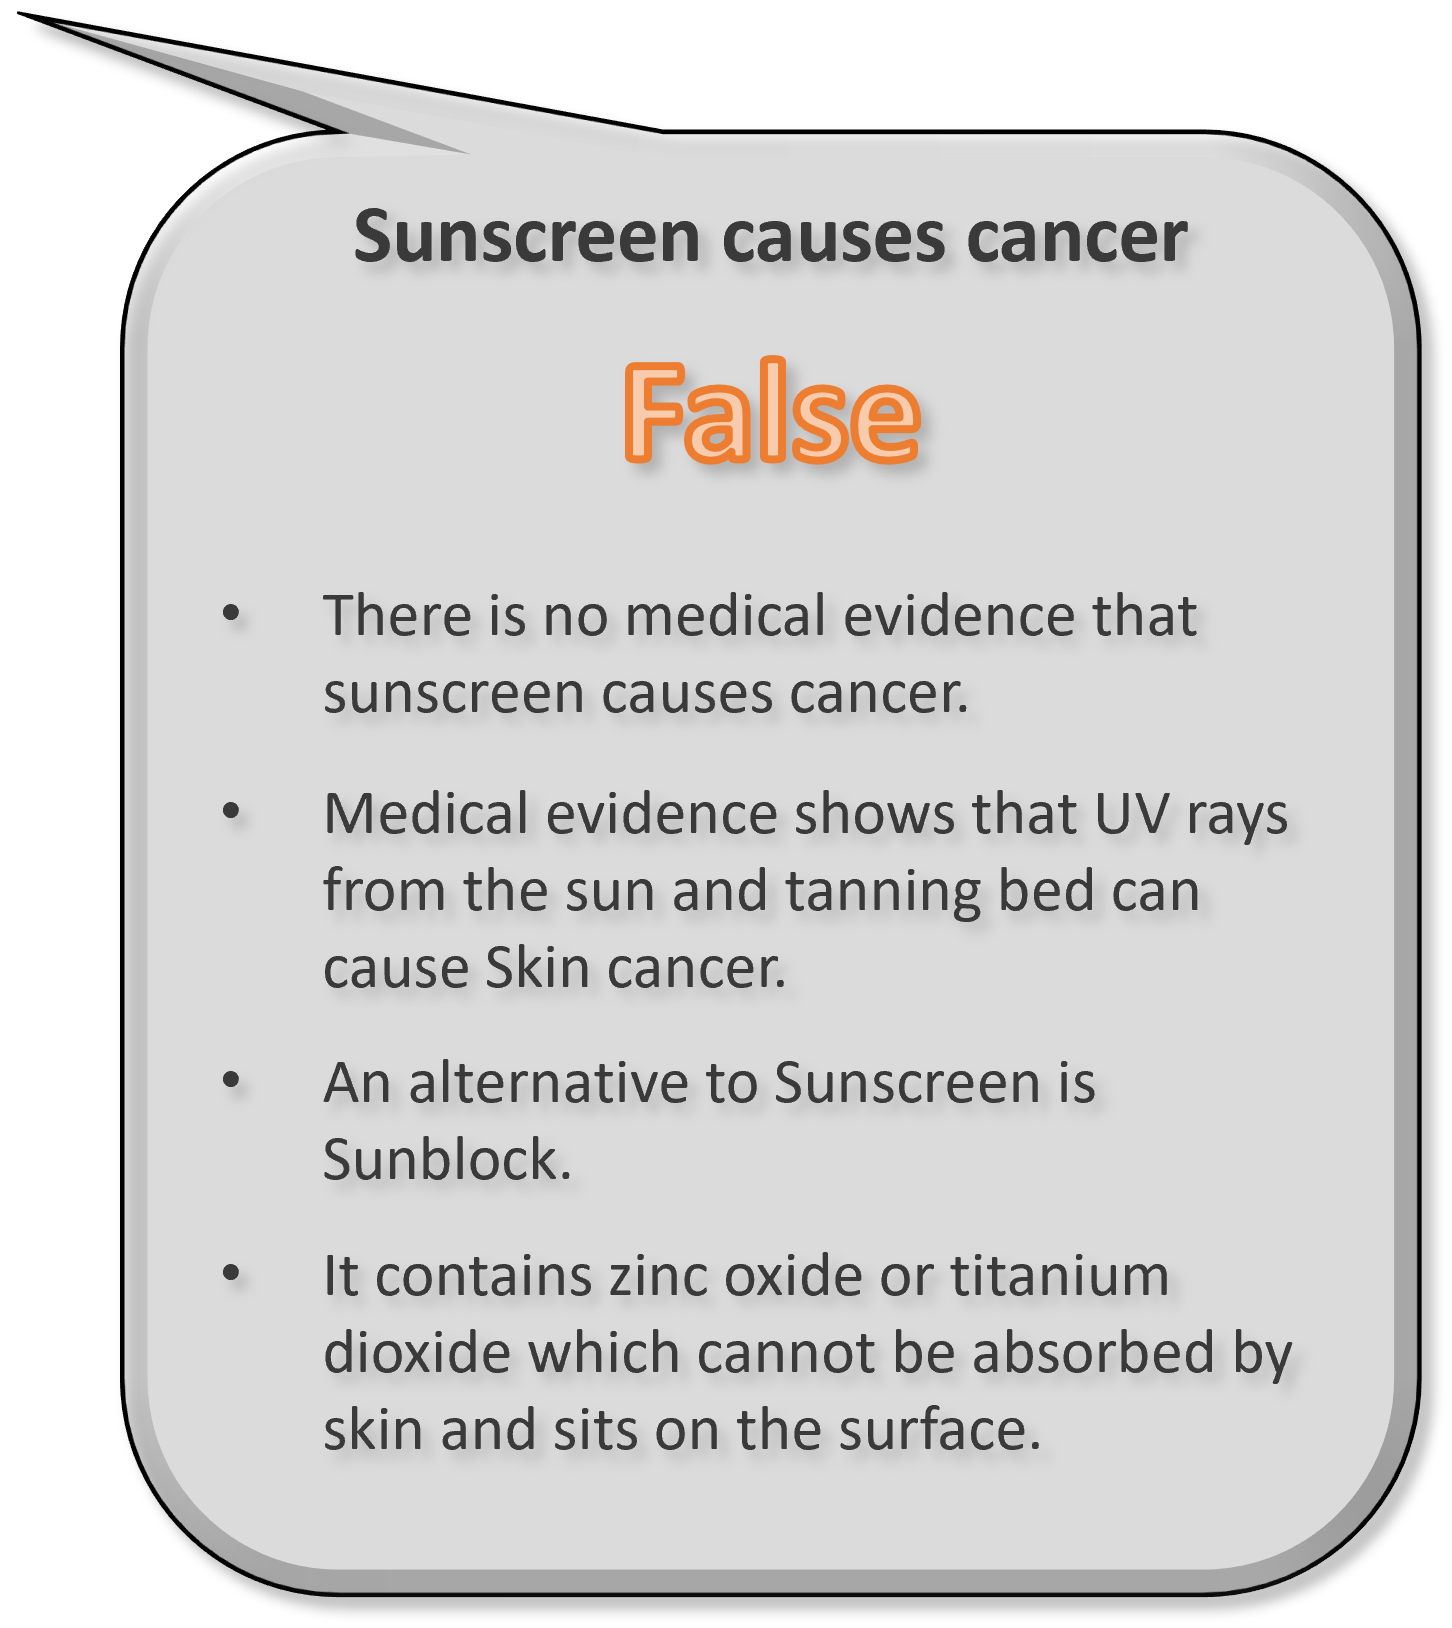 Sunscreen causes cancer
False
• There is no medical evidence that
sunscreen causes cancer.
• Medical evidence shows that UV rays
from the sun and tanning bed can
cause Skin cancer.
• An alternative to Sunscreen is
Sunblock.
• It contains zinc oxide or titanium
dioxide which cannot be absorbed by
skin and sits on the surface.